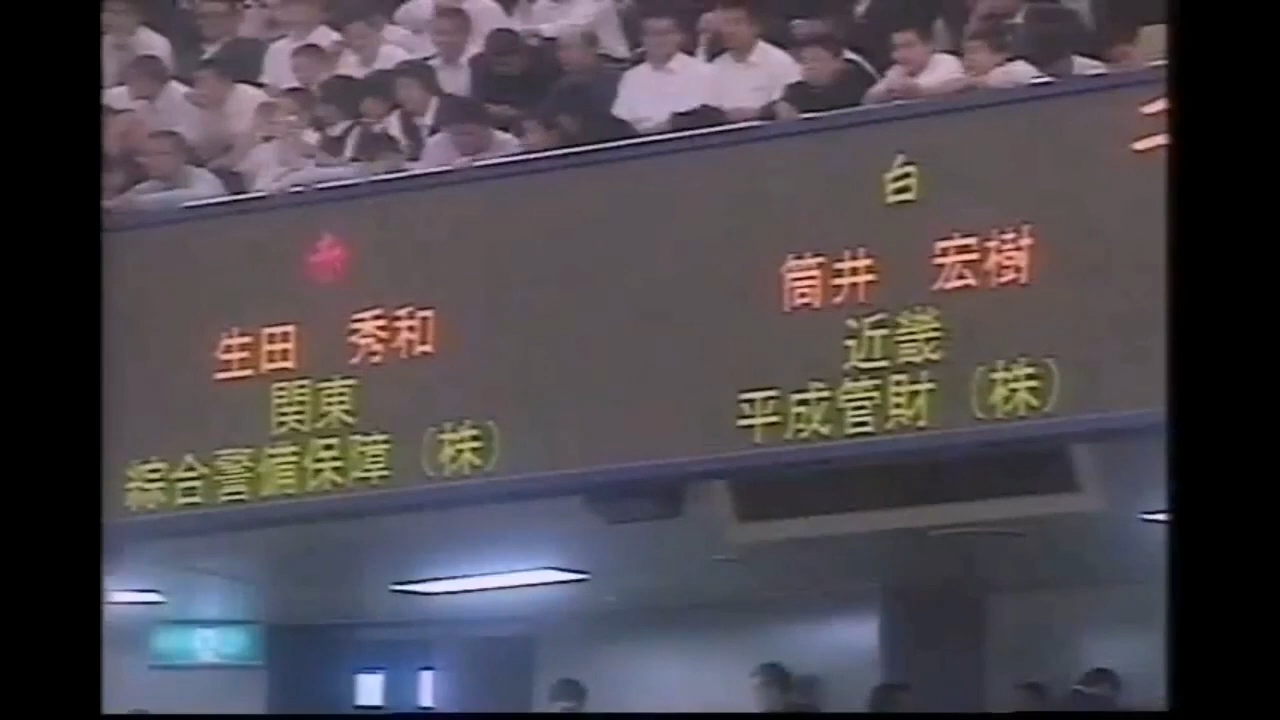 赤
生田 秀和
関東
綜合警備保障(株)
白
筒井 宏樹
近畿
平成管財(株)